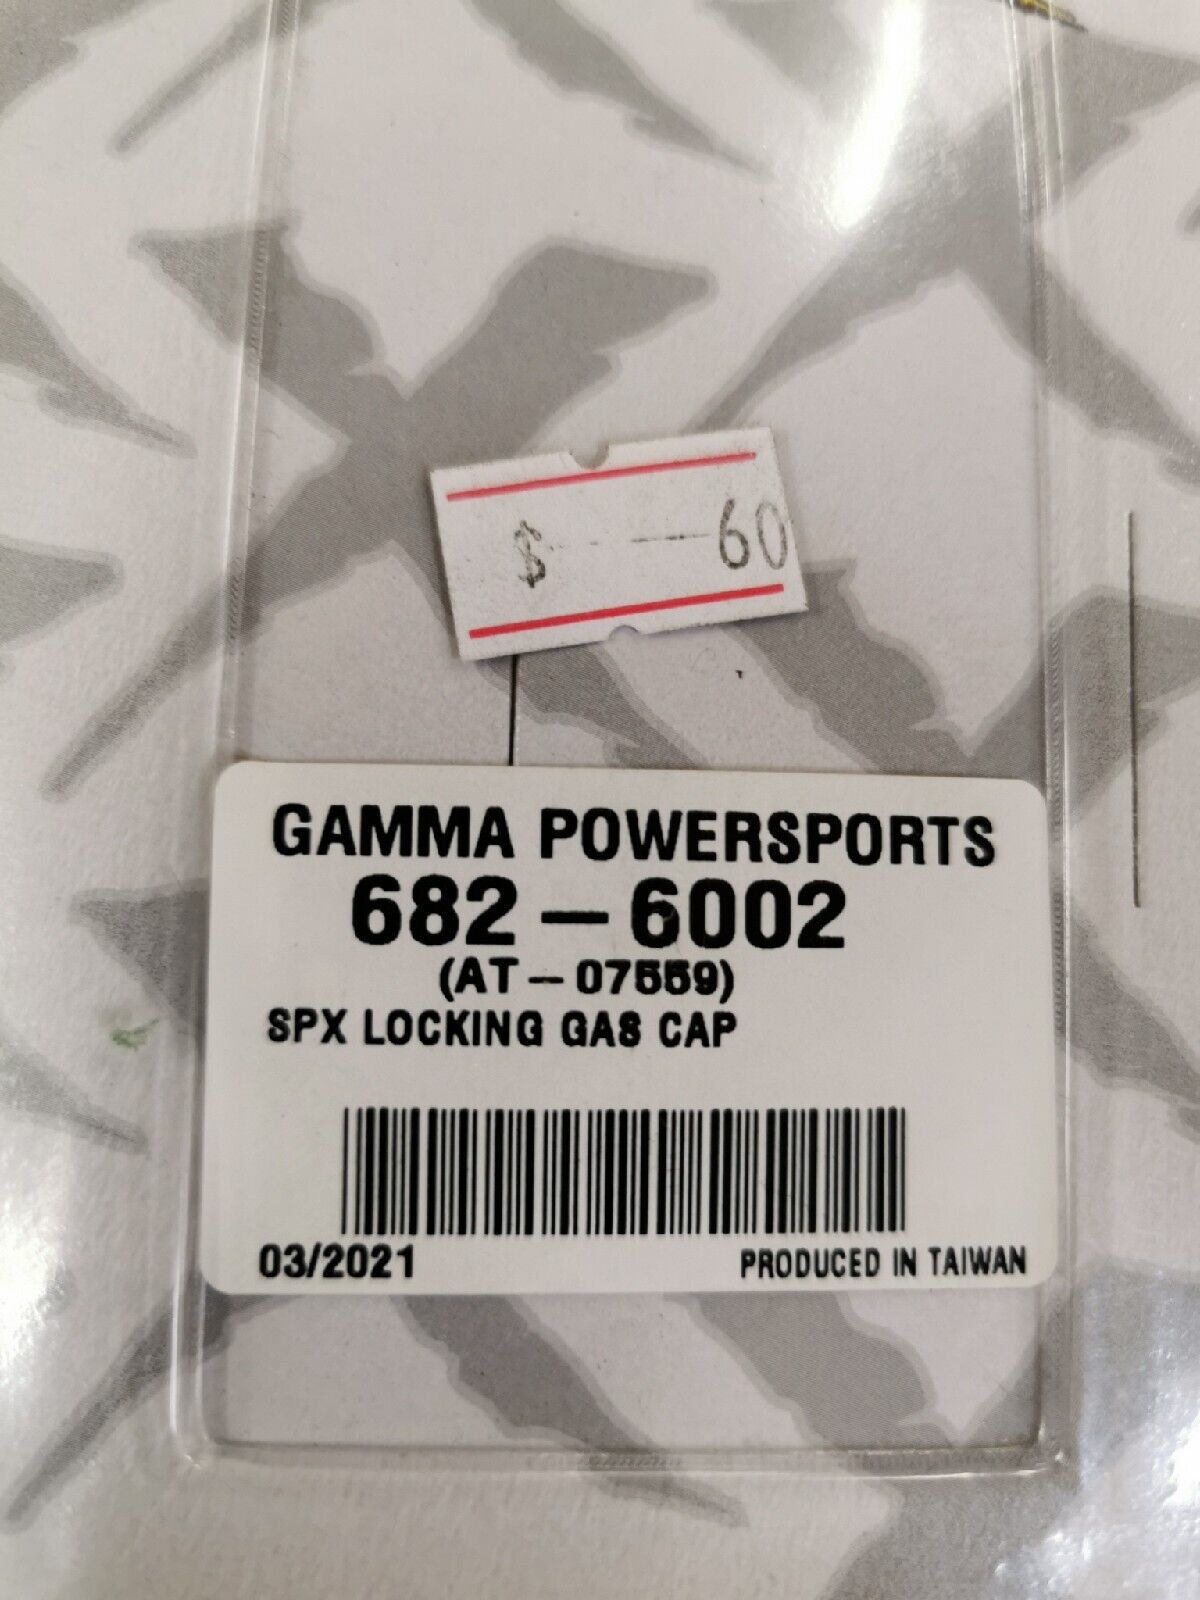 $ — 60
GAMMA POWERSPORTS
682 — 6002
(AT — 07559)
SPX LOCKING GAS CAP
03/2021
PRODUCED IN TAIWAN